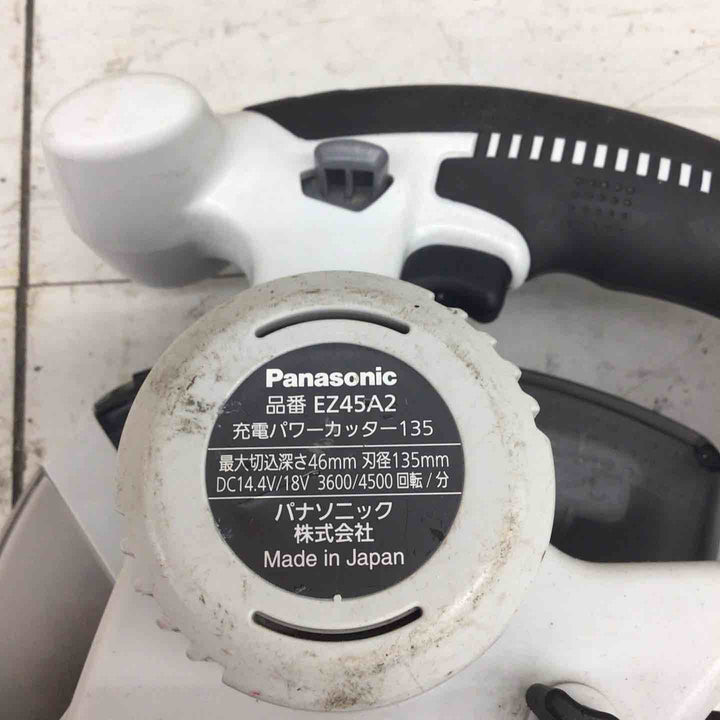 Panasonic
品番 EZ45A2
充電パワーカッター135
最大切込深さ46mm 刃径135mm
DC14.4V/18V 3600/4500 回転/分
パナソニック
株式会社
Made in Japan